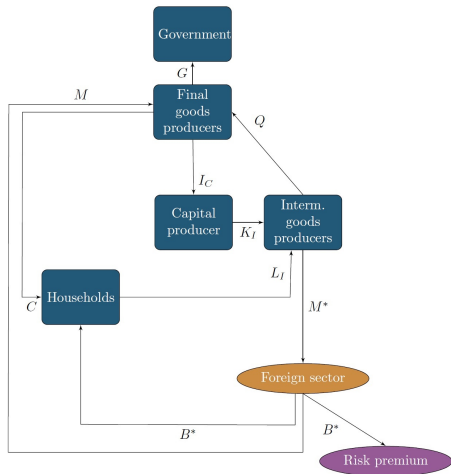 Government
G
M
Final
goods
producers
Q
I_C
Capital
producer
K_I
Interm.
goods
producers
L_I
C
Households
M*
Foreign sector
B*
B*
Risk premium